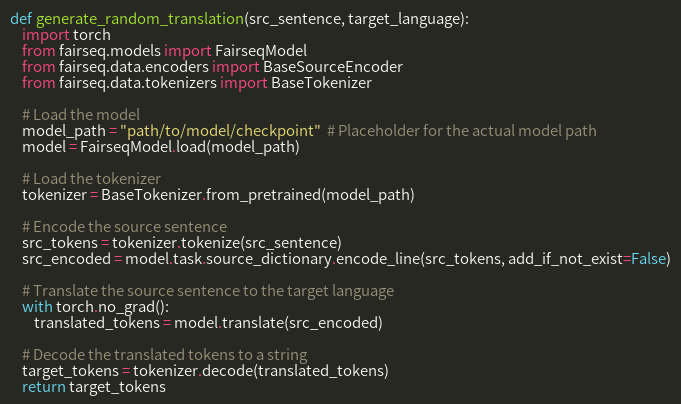 def generate_random_translation(src_sentence, target_language):
    import torch
    from fairseq.models import FairseqModel
    from fairseq.data.encoders import BaseSourceEncoder
    from fairseq.data.tokenizers import BaseTokenizer

    # Load the model
    model_path = "path/to/model/checkpoint"  # Placeholder for the actual model path
    model = FairseqModel.load(model_path)

    # Load the tokenizer
    tokenizer = BaseTokenizer.from_pretrained(model_path)

    # Encode the source sentence
    src_tokens = tokenizer.tokenize(src_sentence)
    src_encoded = model.task.source_dictionary.encode_line(src_tokens, add_if_not_exist=False)

    # Translate the source sentence to the target language
    with torch.no_grad():
        translated_tokens = model.translate(src_encoded)

    # Decode the translated tokens to a string
    target_tokens = tokenizer.decode(translated_tokens)
    return target_tokens